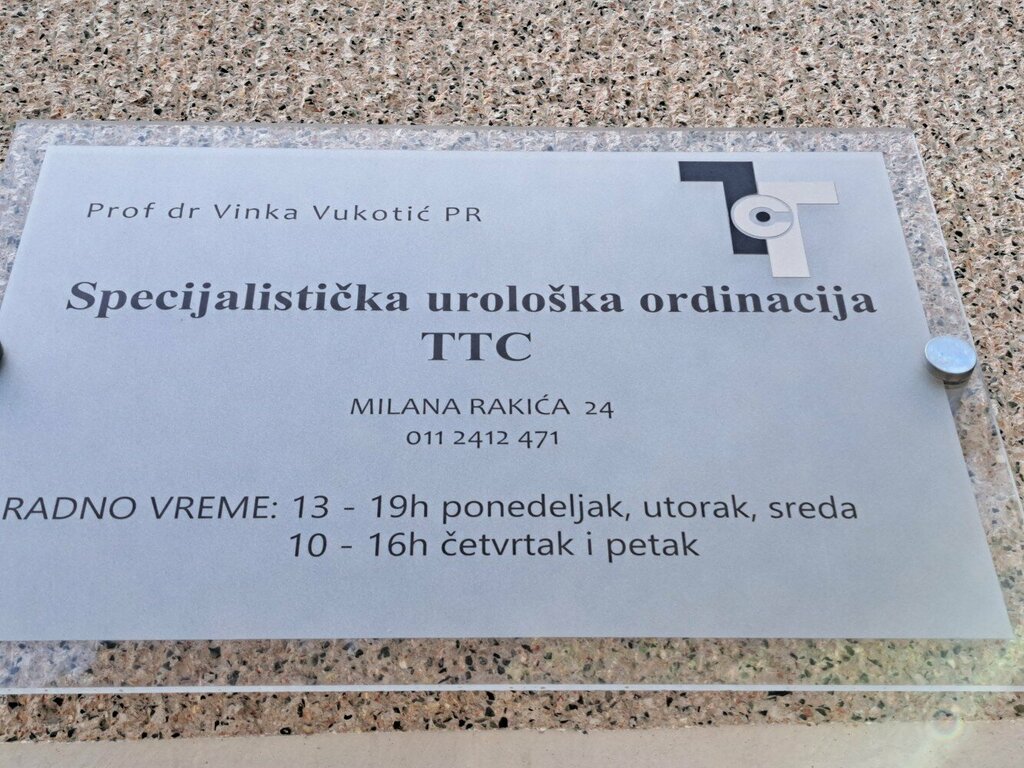 Prof dr Vinka Vukotić PR
TCT
Specijalistička urološka ordinacija
TTC
MILANA RAKIĆA 24
011 2412 471
RADNO VREME: 13 - 19h ponedeljak, utorak, sreda
10 - 16h četvrtak i petak